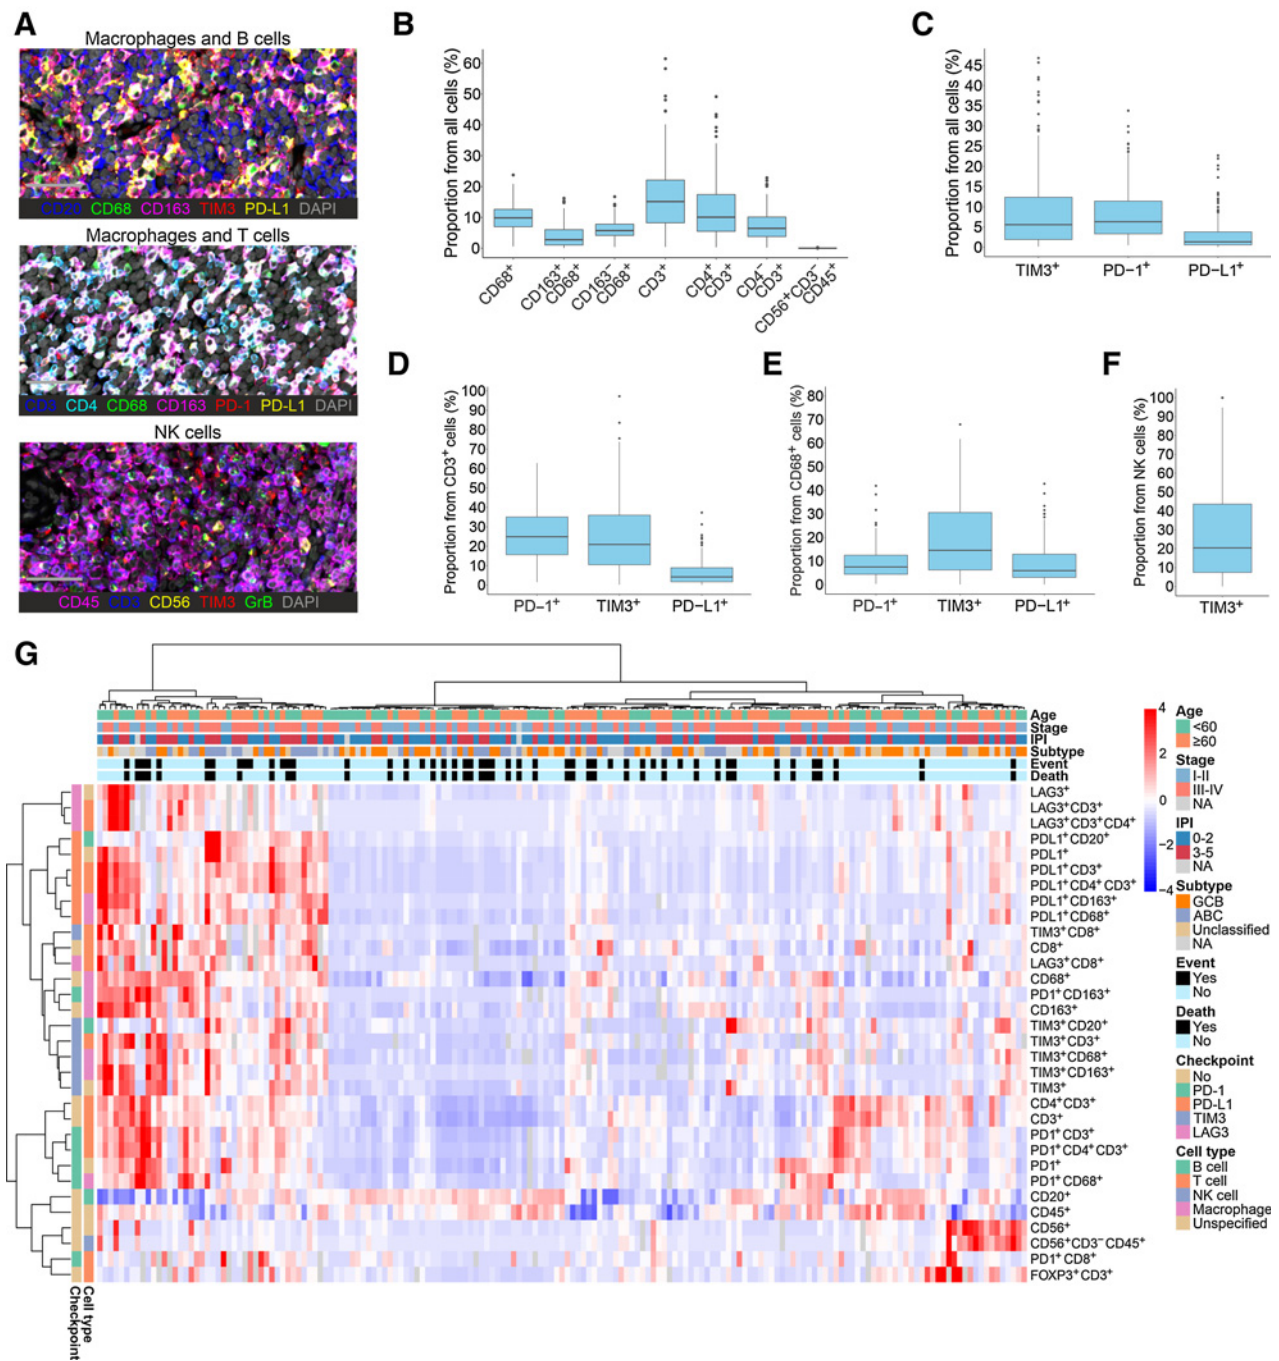 A
Macrophages and B cells
CD20 CD68 CD163 TIM3 PD-L1 DAPI
Macrophages and T cells
CD3 CD4 CD68 CD163 PD-1 PD-L1 DAPI
NK cells
CD45 CD3 CD56 TIM3 GrB DAPI
B
Proportion from all cells (%)
60
50
40
30
20
10
0
CD68⁺
CD163⁺
CD68⁺
CD163⁻
CD68⁺
CD3⁺
CD4⁺
CD3⁺
CD4⁻
CD3⁺
CD56⁺CD3⁻
CD45⁺
C
Proportion from all cells (%)
45
40
35
30
25
20
15
10
5
0
TIM3⁺ PD−1⁺ PD−L1⁺
D
Proportion from CD3⁺ cells (%)
100
90
80
70
60
50
40
30
20
10
0
PD−1⁺ TIM3⁺ PD−L1⁺
E
Proportion from CD68⁺ cells (%)
80
70
60
50
40
30
20
10
0
PD−1⁺ TIM3⁺ PD−L1⁺
F
Proportion from NK cells (%)
100
90
80
70
60
50
40
30
20
10
0
TIM3⁺
G
Age
Stage
IPI
Subtype
Event
Death
LAG3⁺
LAG3⁺CD3⁺
LAG3⁺CD3⁺CD4⁺
PDL1⁺CD20⁺
PDL1⁺
PDL1⁺CD3⁺
PDL1⁺CD4⁺CD3⁺
PDL1⁺CD163⁺
PDL1⁺CD68⁺
TIM3⁺CD8⁺
CD8⁺
LAG3⁺CD8⁺
CD68⁺
PD1⁺CD163⁺
CD163⁺
TIM3⁺CD20⁺
TIM3⁺CD3⁺
TIM3⁺CD68⁺
TIM3⁺CD163⁺
TIM3⁺
CD4⁺CD3⁺
CD3⁺
PD1⁺CD3⁺
PD1⁺CD4⁺CD3⁺
PD1⁺
PD1⁺CD68⁺
CD20⁺
CD45⁺
CD56⁺
CD56⁺CD3⁻CD45⁺
PD1⁺CD8⁺
FOXP3⁺CD3⁺
Cell type
Checkpoint
4
2
0
−2
−4
Age
<60
≥60
Stage
I-II
III-IV
NA
IPI
0-2
3-5
NA
Subtype
GCB
ABC
Unclassified
NA
Event
Yes
No
Death
Yes
No
Checkpoint
No
PD-1
PD-L1
TIM3
LAG3
Cell type
B cell
T cell
NK cell
Macrophage
Unspecified